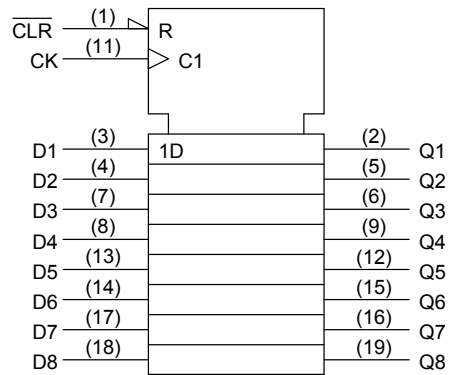 CLR (1) R
CK (11) C1
D1 (3) 1D (2) Q1
D2 (4) (5) Q2
D3 (7) (6) Q3
D4 (8) (9) Q4
D5 (13) (12) Q5
D6 (14) (15) Q6
D7 (17) (16) Q7
D8 (18) (19) Q8